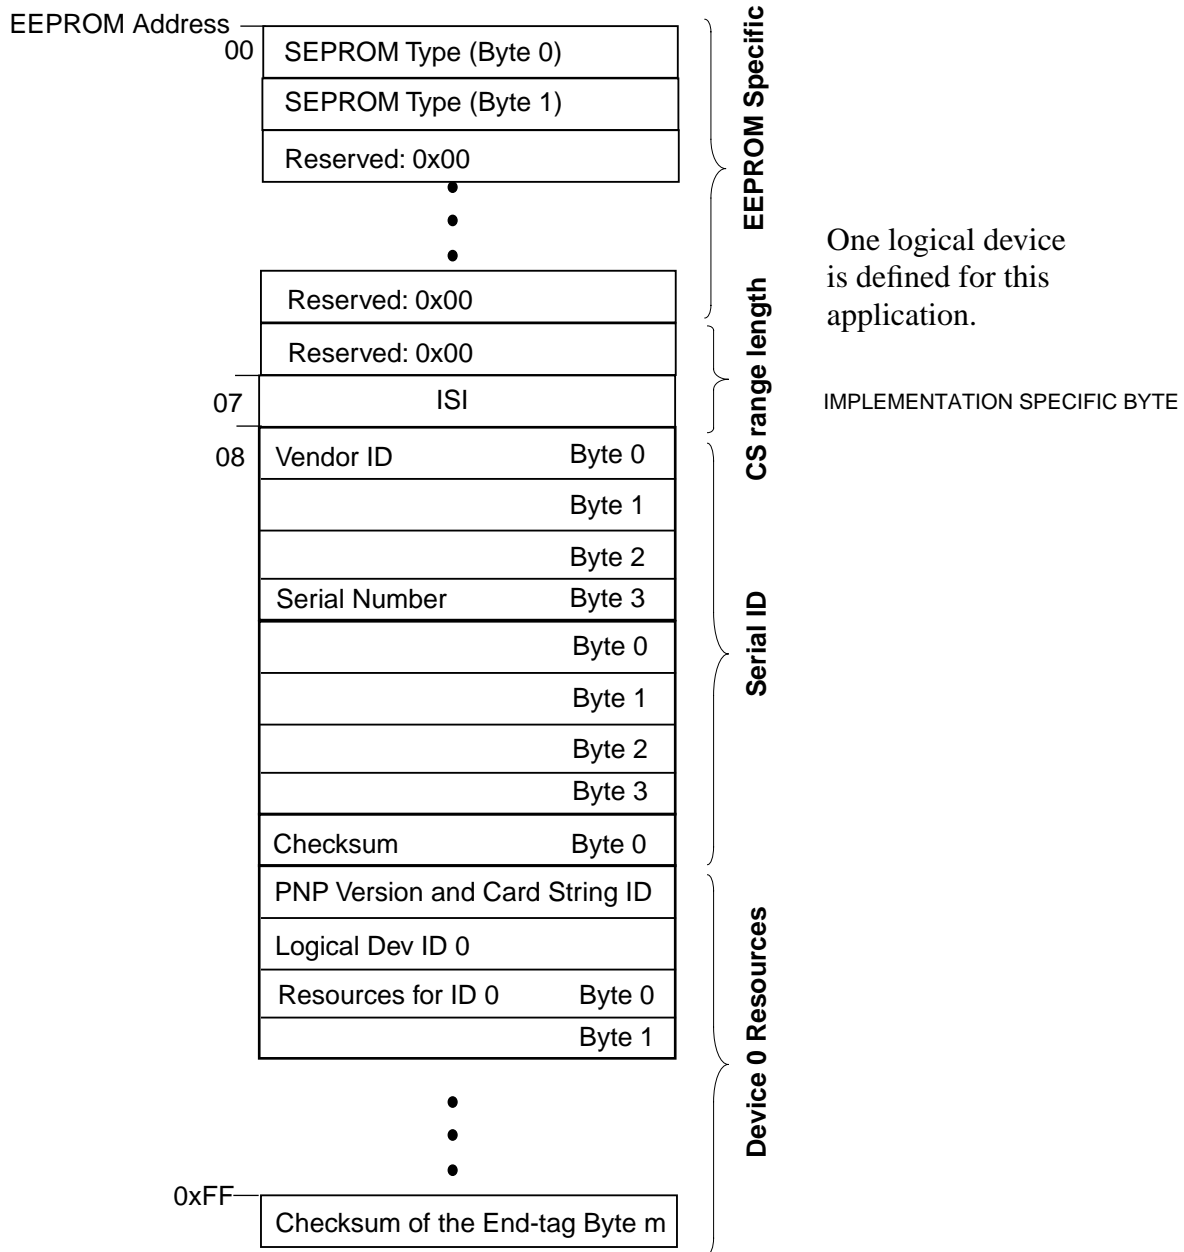 EEPROM Address
00
SEPROM Type (Byte 0)
SEPROM Type (Byte 1)
Reserved: 0x00
EEPROM Specific
Reserved: 0x00
Reserved: 0x00
07
ISI
CS range length
One logical device
is defined for this
application.
IMPLEMENTATION SPECIFIC BYTE
08
Vendor ID Byte 0
Byte 1
Byte 2
Serial Number Byte 3
Byte 0
Byte 1
Byte 2
Byte 3
Checksum Byte 0
Serial ID
PNP Version and Card String ID
Logical Dev ID 0
Resources for ID 0 Byte 0
Byte 1
Device 0 Resources
0xFF
Checksum of the End-tag Byte m